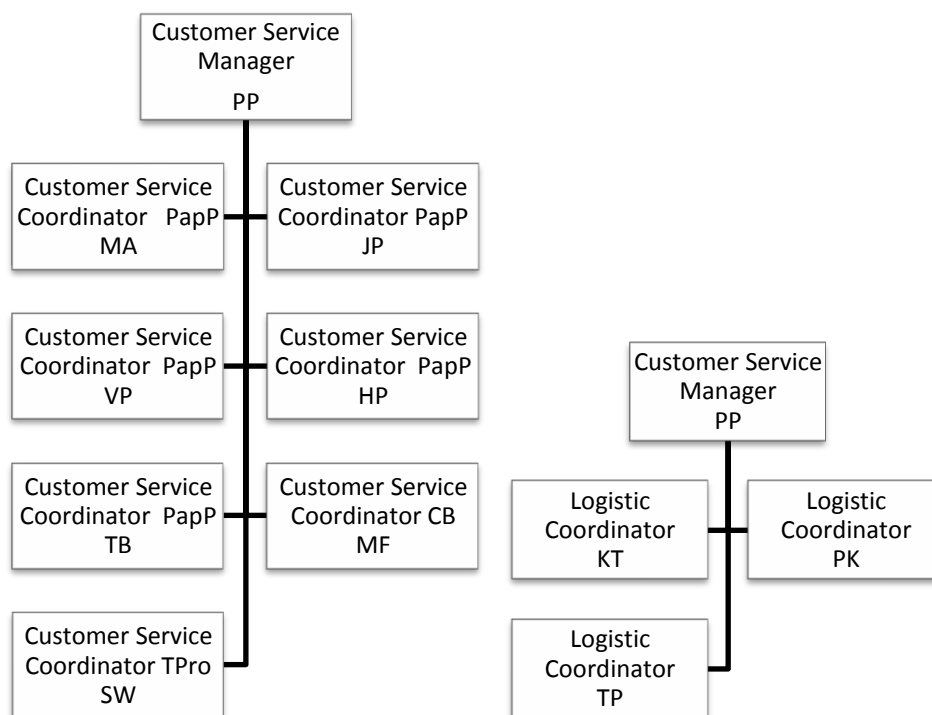 Customer Service
Manager
PP
Customer Service
Coordinator PapP
MA
Customer Service
Coordinator PapP
JP
Customer Service
Coordinator PapP
VP
Customer Service
Coordinator PapP
HP
Customer Service
Coordinator PapP
TB
Customer Service
Coordinator CB
MF
Customer Service
Coordinator TPro
SW
Customer Service
Manager
PP
Logistic
Coordinator
KT
Logistic
Coordinator
PK
Logistic
Coordinator
TP